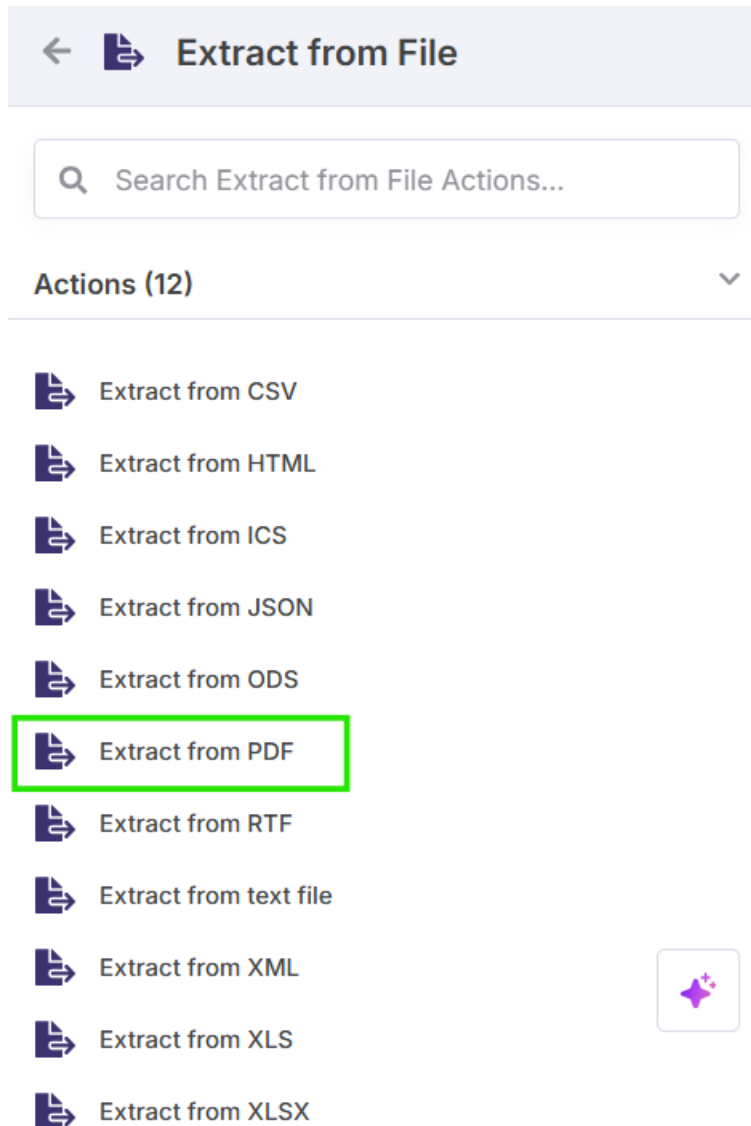 Extract from File
Search Extract from File Actions...
Actions (12)
Extract from CSV
Extract from HTML
Extract from ICS
Extract from JSON
Extract from ODS
Extract from PDF
Extract from RTF
Extract from text file
Extract from XML
Extract from XLS
Extract from XLSX